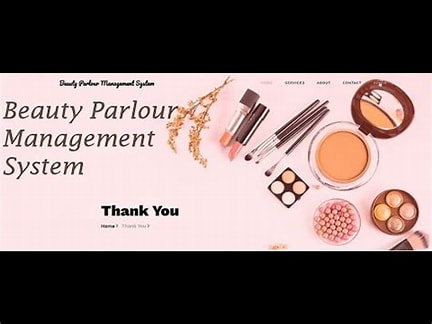 Beauty Parlour Management System
HOME SERVICES ABOUT CONTACT
Beauty Parlour
Management
System
Thank You
Home > Thank You >